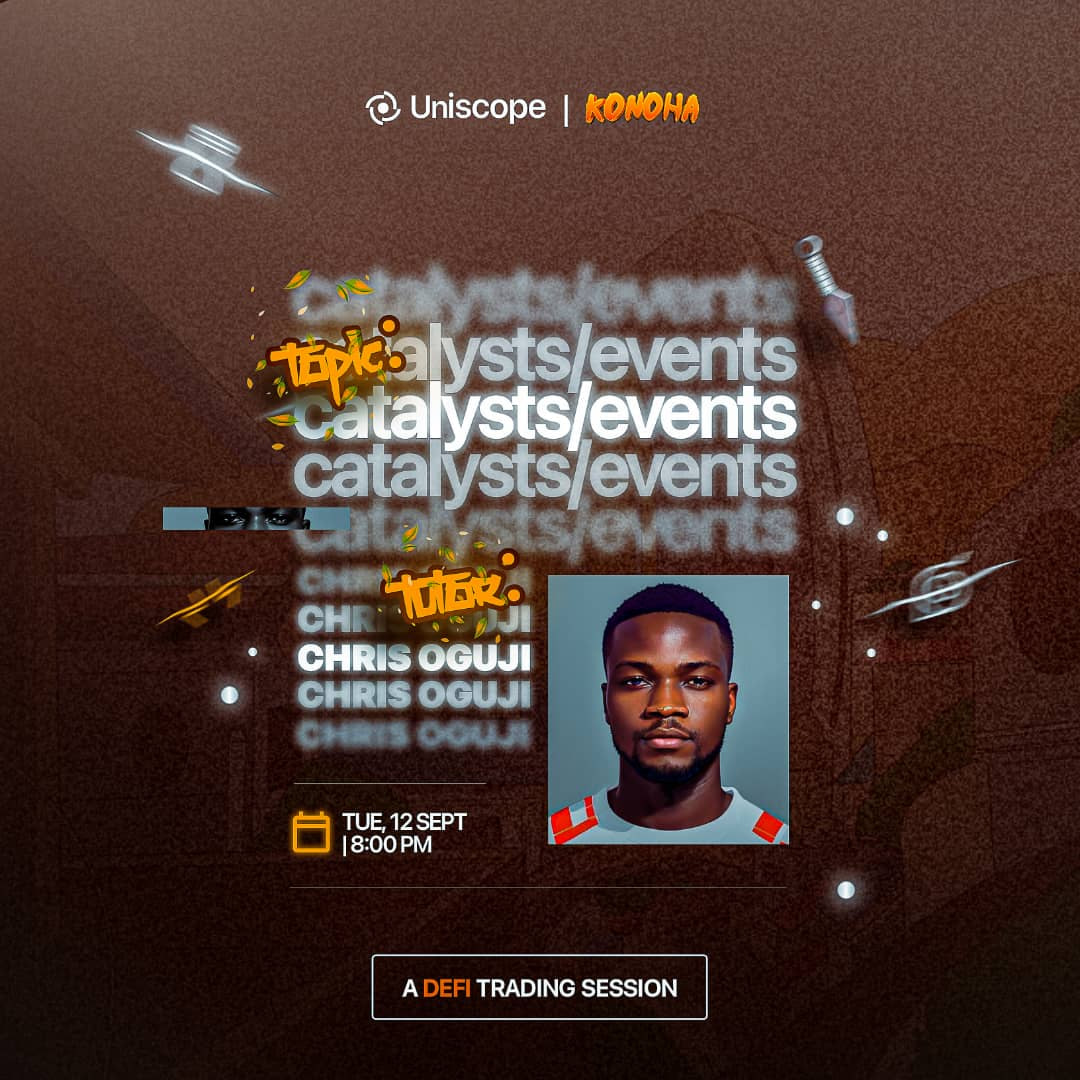 Uniscope | KONOHA
catalysts/events
Topic:
catalysts/events
catalysts/events
catalysts/events
catalysts/events
CHRIS OGUJI
TUTOR:
CHRIS OGUJI
CHRIS OGUJI
CHRIS OGUJI
CHRIS OGUJI
TUE, 12 SEPT
| 8:00 PM
A DEFI TRADING SESSION